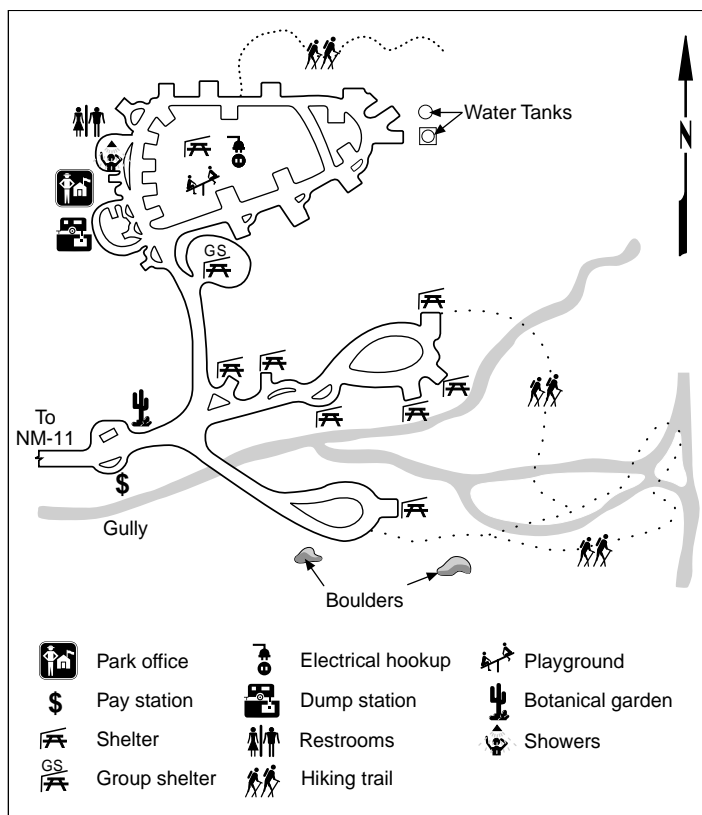 Water Tanks
N
GS
To
NM-11
$
Gully
Boulders
Park office
Electrical hookup
Playground
$
Pay station
Dump station
Botanical garden
Shelter
Restrooms
Showers
GS
Group shelter
Hiking trail